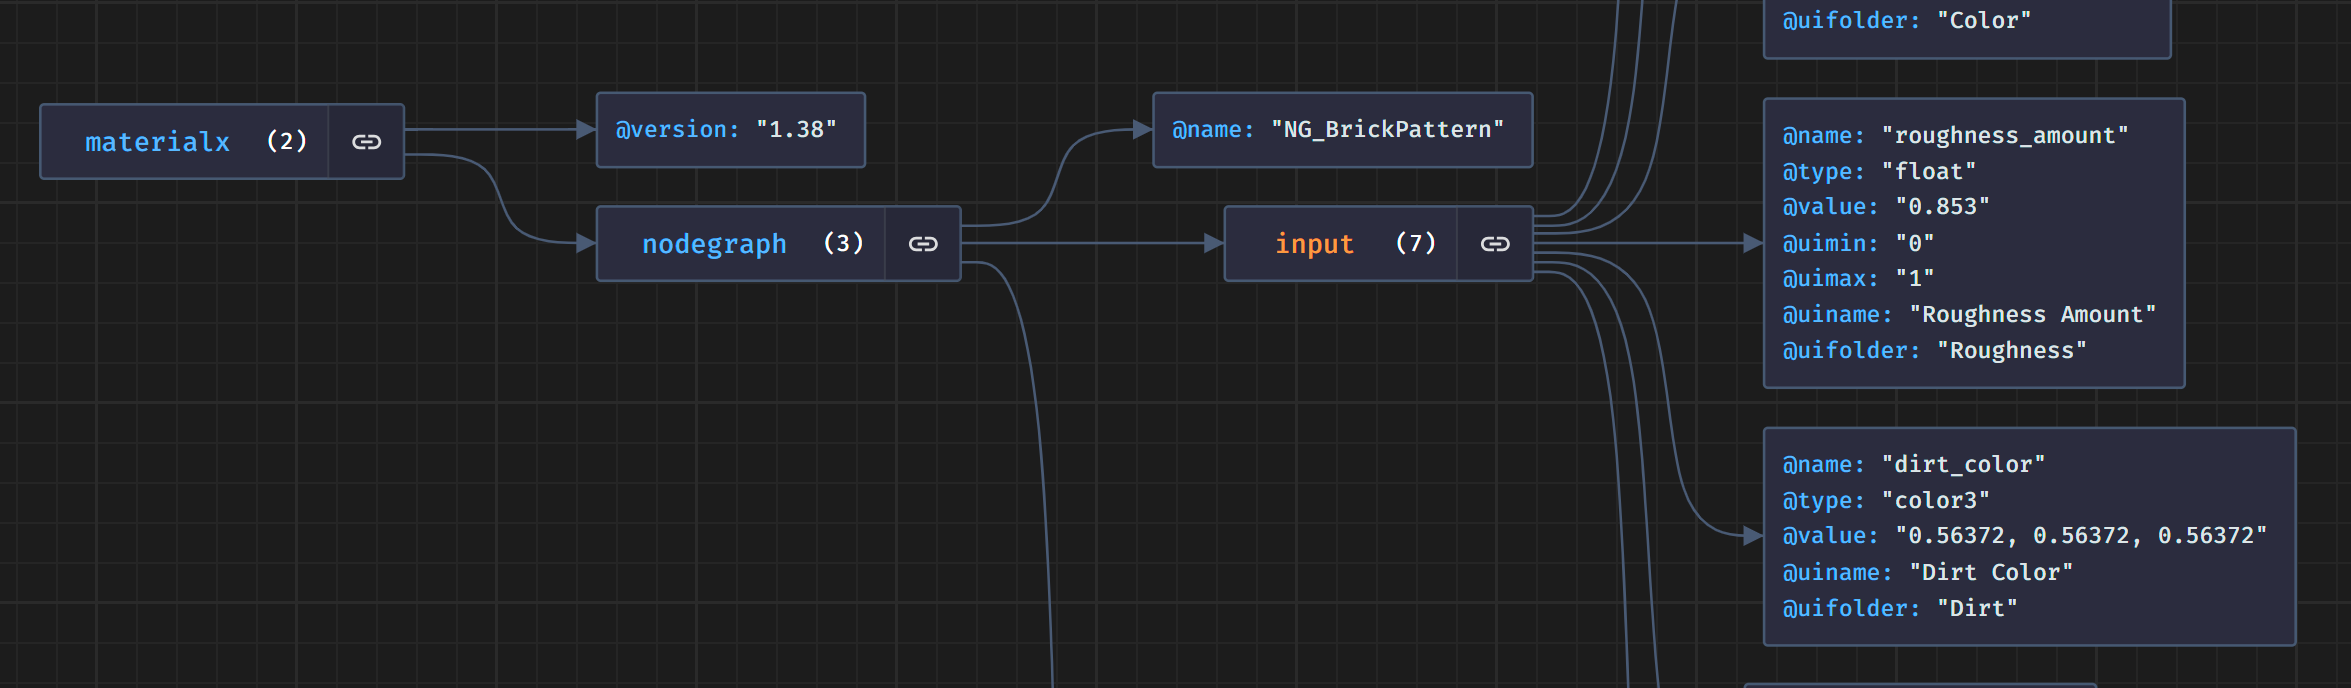 @uifolder: "Color"
materialx (2)
@version: "1.38"
@name: "NG_BrickPattern"
nodegraph (3)
input (7)
@name: "roughness_amount"
@type: "float"
@value: "0.853"
@uimin: "0"
@uimax: "1"
@uiname: "Roughness Amount"
@uifolder: "Roughness"
@name: "dirt_color"
@type: "color3"
@value: "0.56372, 0.56372, 0.56372"
@uiname: "Dirt Color"
@uifolder: "Dirt"